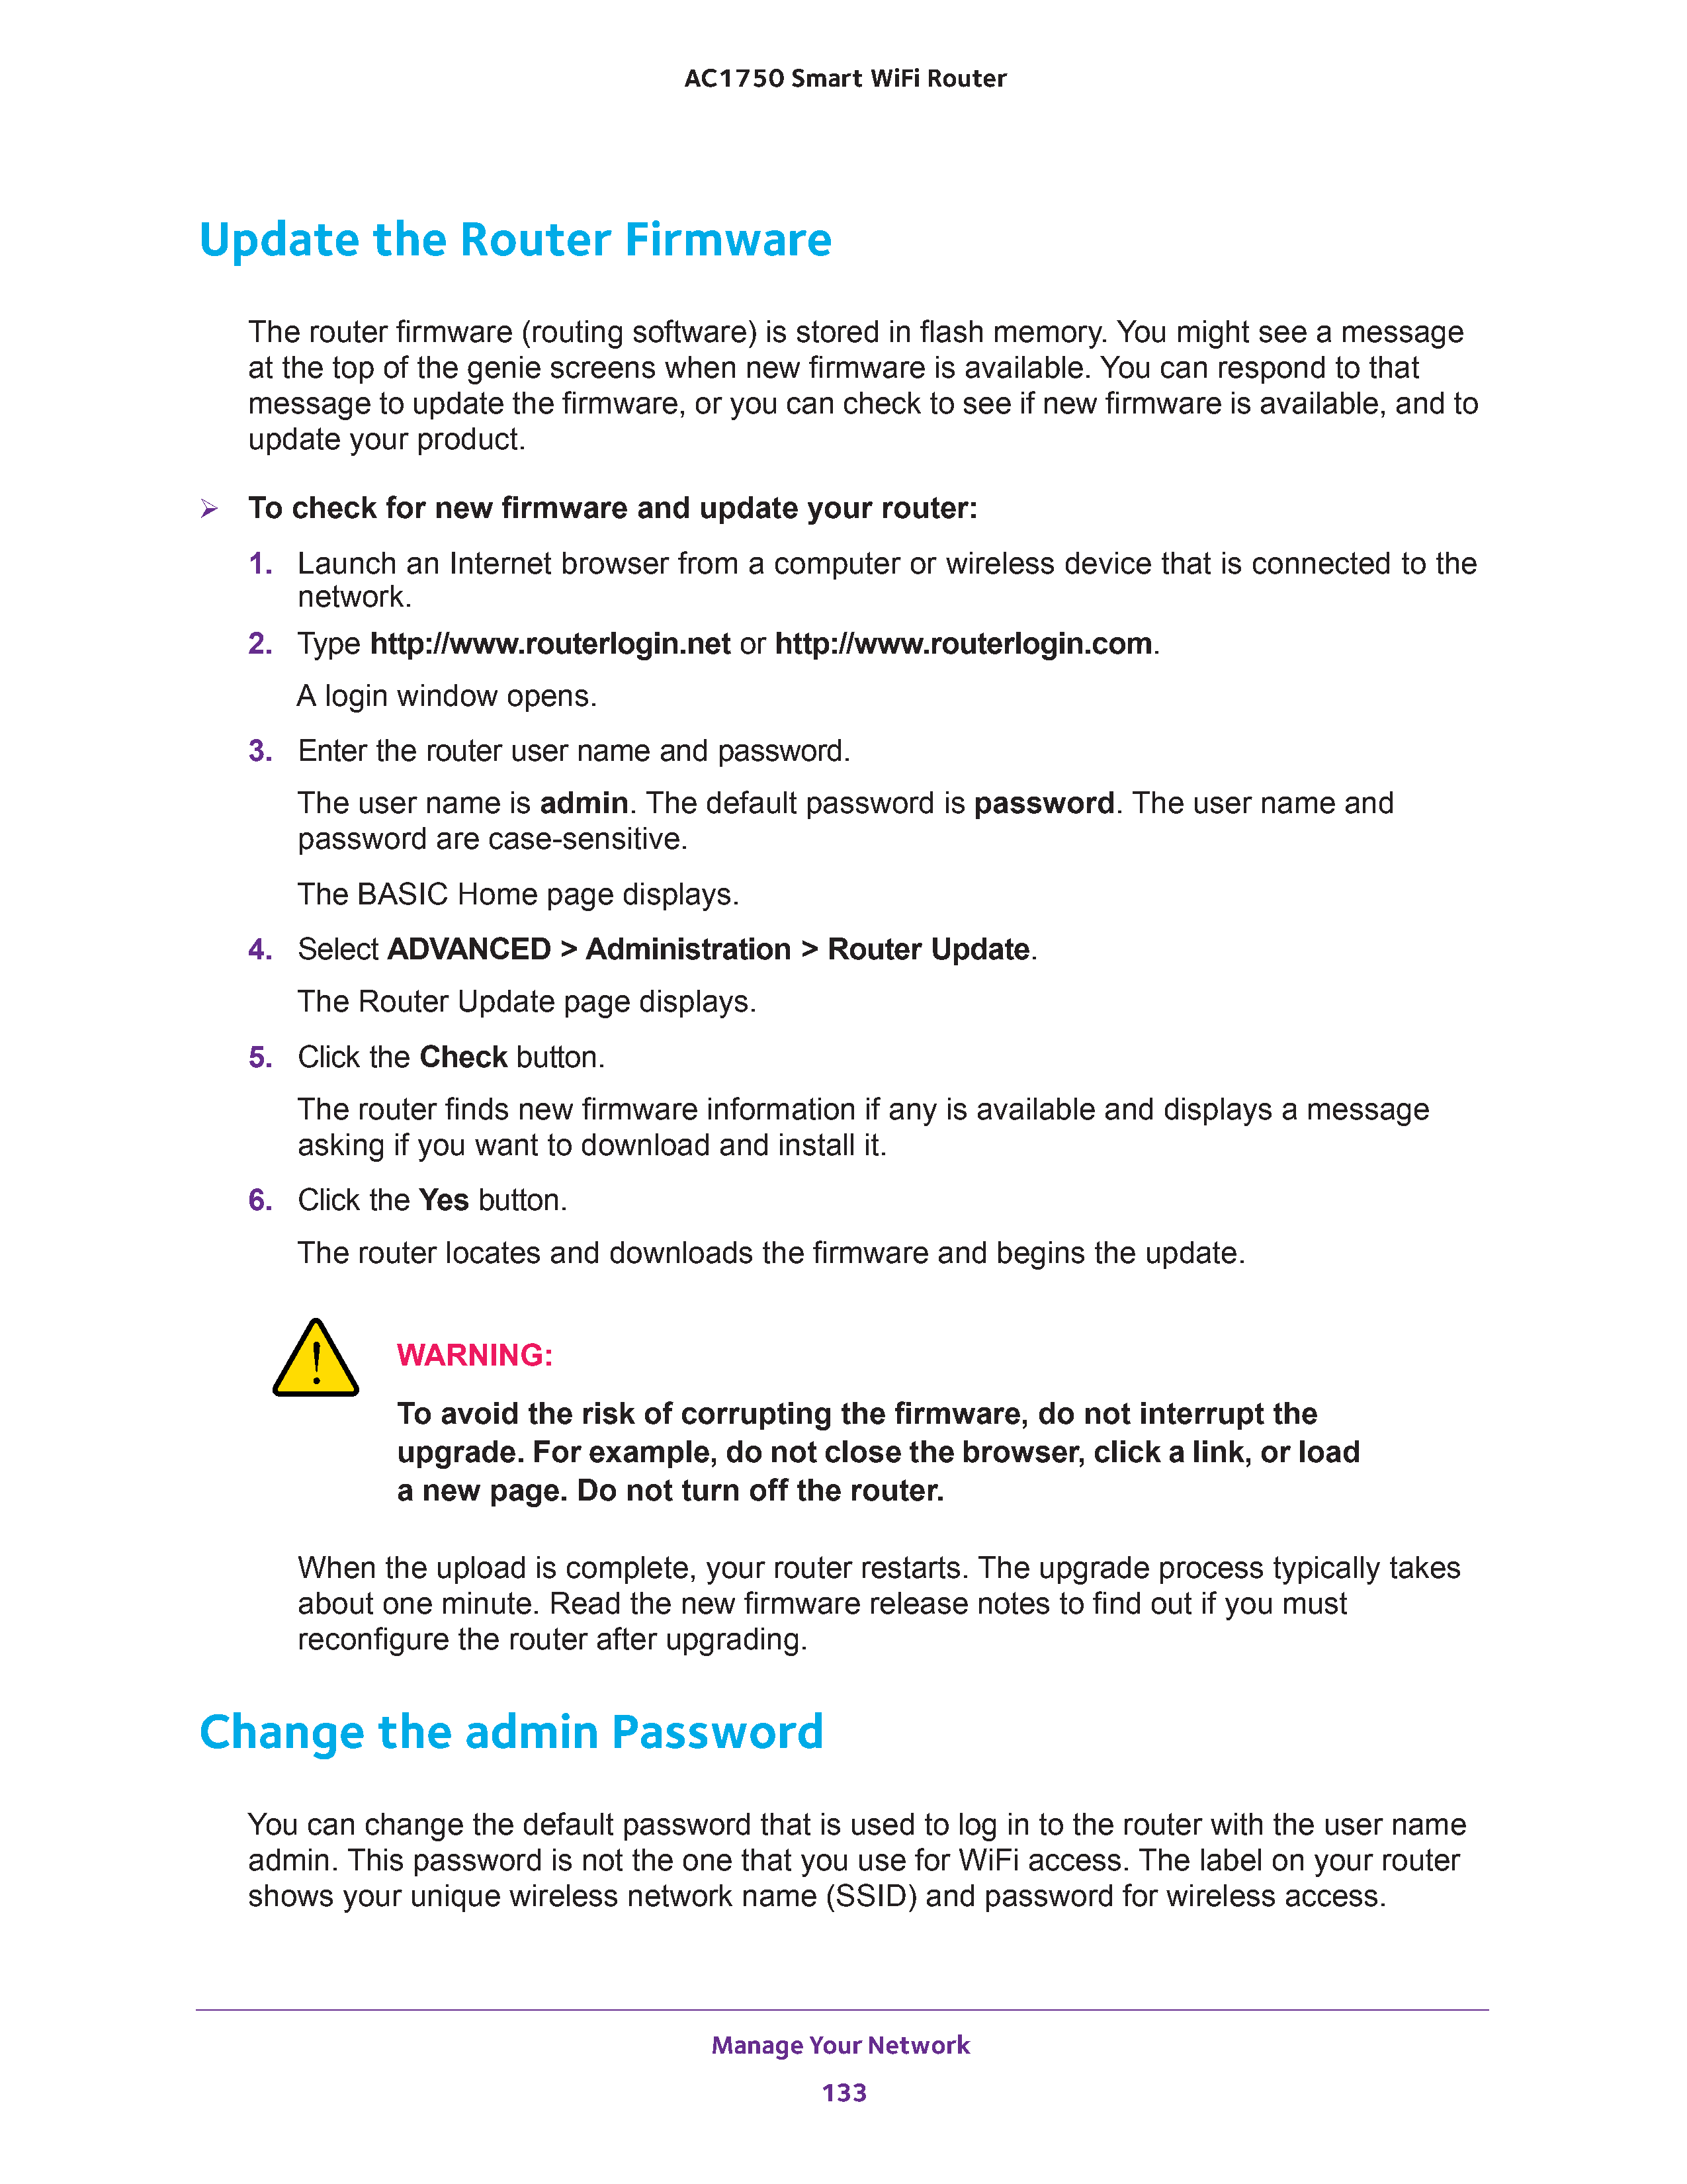 AC1750 Smart WiFi Router
Update the Router Firmware
The router firmware (routing software) is stored in flash memory. You might see a message
at the top of the genie screens when new firmware is available. You can respond to that
message to update the firmware, or you can check to see if new firmware is available, and to
update your product.
➢ To check for new firmware and update your router:
1. Launch an Internet browser from a computer or wireless device that is connected to the
network.
2. Type http://www.routerlogin.net or http://www.routerlogin.com.
A login window opens.
3. Enter the router user name and password.
The user name is admin. The default password is password. The user name and
password are case-sensitive.
The BASIC Home page displays.
4. Select ADVANCED > Administration > Router Update.
The Router Update page displays.
5. Click the Check button.
The router finds new firmware information if any is available and displays a message
asking if you want to download and install it.
6. Click the Yes button.
The router locates and downloads the firmware and begins the update.
WARNING:
To avoid the risk of corrupting the firmware, do not interrupt the
upgrade. For example, do not close the browser, click a link, or load
a new page. Do not turn off the router.
When the upload is complete, your router restarts. The upgrade process typically takes
about one minute. Read the new firmware release notes to find out if you must
reconfigure the router after upgrading.
Change the admin Password
You can change the default password that is used to log in to the router with the user name
admin. This password is not the one that you use for WiFi access. The label on your router
shows your unique wireless network name (SSID) and password for wireless access.
Manage Your Network
133